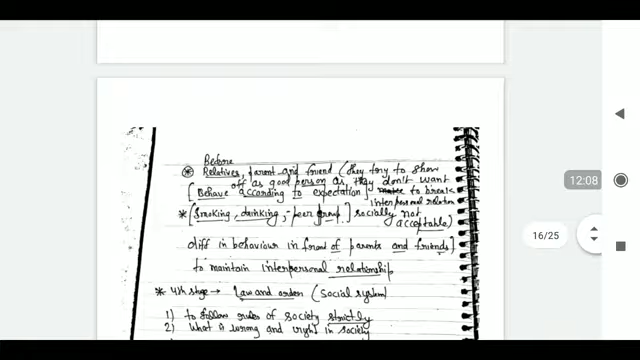 Before
* Relatives, parent and friend (They try to show
off as good person as they don't want
[Behave according to expectation] to break
interpersonal relation
* [Smoking, drinking, - peer group] socially not
acceptable)
diff in behaviour in front of parents and friends]
to maintain interpersonal relationship
* 4th stage → Law and order (Social system)
1) to follow rules of society strictly
2) What is wrong and right in society
12:08
16/25